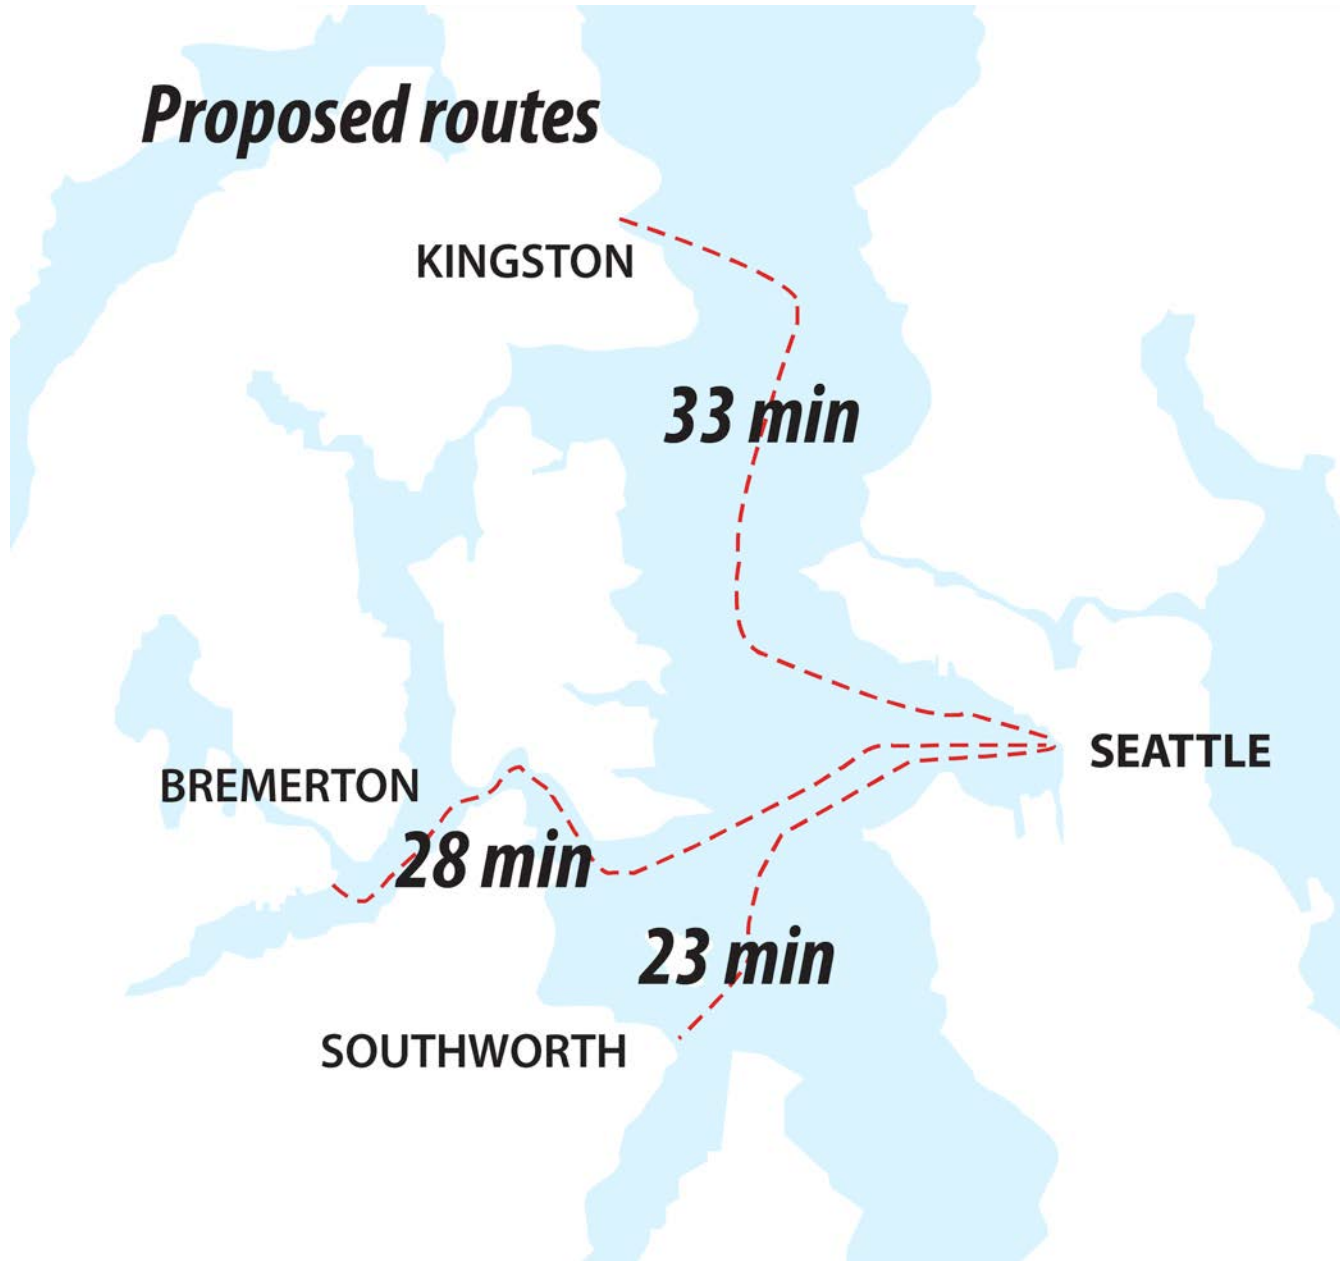 Proposed routes
KINGSTON
33 min
SEATTLE
BREMERTON
28 min
23 min
SOUTHWORTH